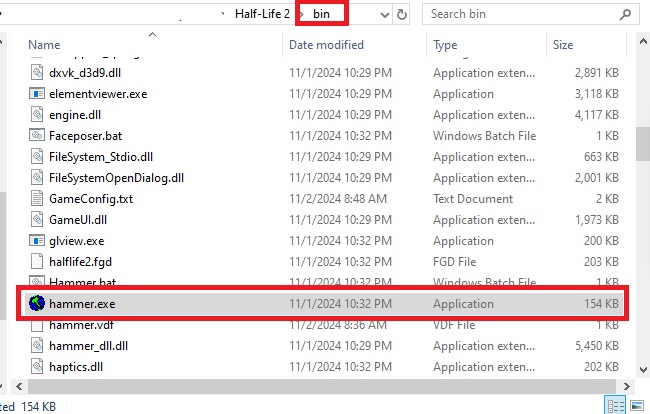 Half-Life 2 > bin
Search bin
Name Date modified Type Size
dxvk_d3d9.dll 11/1/2024 10:29 PM Application exten... 2,891 KB
elementviewer.exe 11/1/2024 10:29 PM Application 3,118 KB
engine.dll 11/1/2024 10:29 PM Application exten... 4,117 KB
Faceposer.bat 11/1/2024 10:32 PM Windows Batch File 1 KB
FileSystem_Stdio.dll 11/1/2024 10:29 PM Application exten... 663 KB
FileSystemOpenDialog.dll 11/1/2024 10:29 PM Application exten... 2,001 KB
GameConfig.txt 11/2/2024 8:48 AM Text Document 2 KB
GameUI.dll 11/1/2024 10:29 PM Application exten... 1,973 KB
glview.exe 11/1/2024 10:32 PM Application 200 KB
halflife2.fgd 11/1/2024 10:32 PM FGD File 203 KB
Hammer.bat 11/1/2024 10:32 PM Windows Batch File 1 KB
hammer.exe 11/1/2024 10:32 PM Application 154 KB
hammer.vdf 11/2/2024 8:36 AM VDF File 1 KB
hammer_dll.dll 11/1/2024 10:29 PM Application exten... 5,450 KB
haptics.dll 11/1/2024 10:32 PM Application exten... 202 KB
cted 154 KB